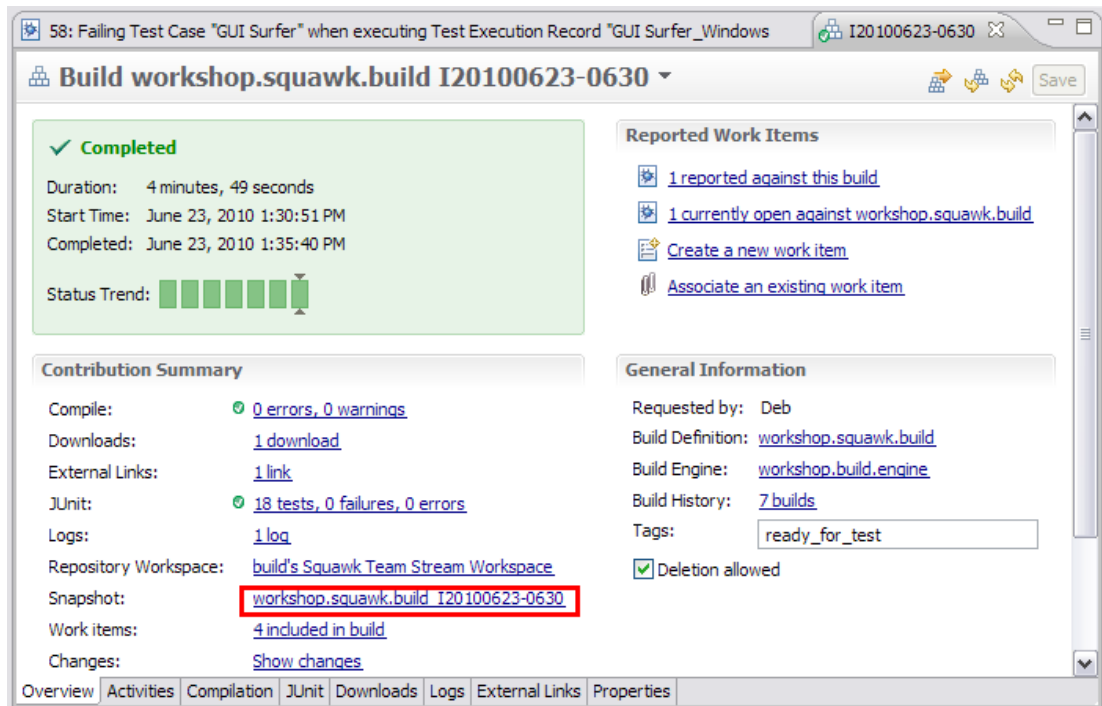 58: Failing Test Case "GUI Surfer" when executing Test Execution Record "GUI Surfer_Windows
I20100623-0630
Build workshop.squawk.build I20100623-0630
Save
Completed
Duration: 4 minutes, 49 seconds
Start Time: June 23, 2010 1:30:51 PM
Completed: June 23, 2010 1:35:40 PM
Status Trend:
Reported Work Items
1 reported against this build
1 currently open against workshop.squawk.build
Create a new work item
Associate an existing work item
Contribution Summary
Compile: 0 errors, 0 warnings
Downloads: 1 download
External Links: 1 link
JUnit: 18 tests, 0 failures, 0 errors
Logs: 1 log
Repository Workspace: build's Squawk Team Stream Workspace
Snapshot: workshop.squawk.build_I20100623-0630
Work items: 4 included in build
Changes: Show changes
General Information
Requested by: Deb
Build Definition: workshop.squawk.build
Build Engine: workshop.build.engine
Build History: 7 builds
Tags: ready_for_test
Deletion allowed
Overview Activities Compilation JUnit Downloads Logs External Links Properties